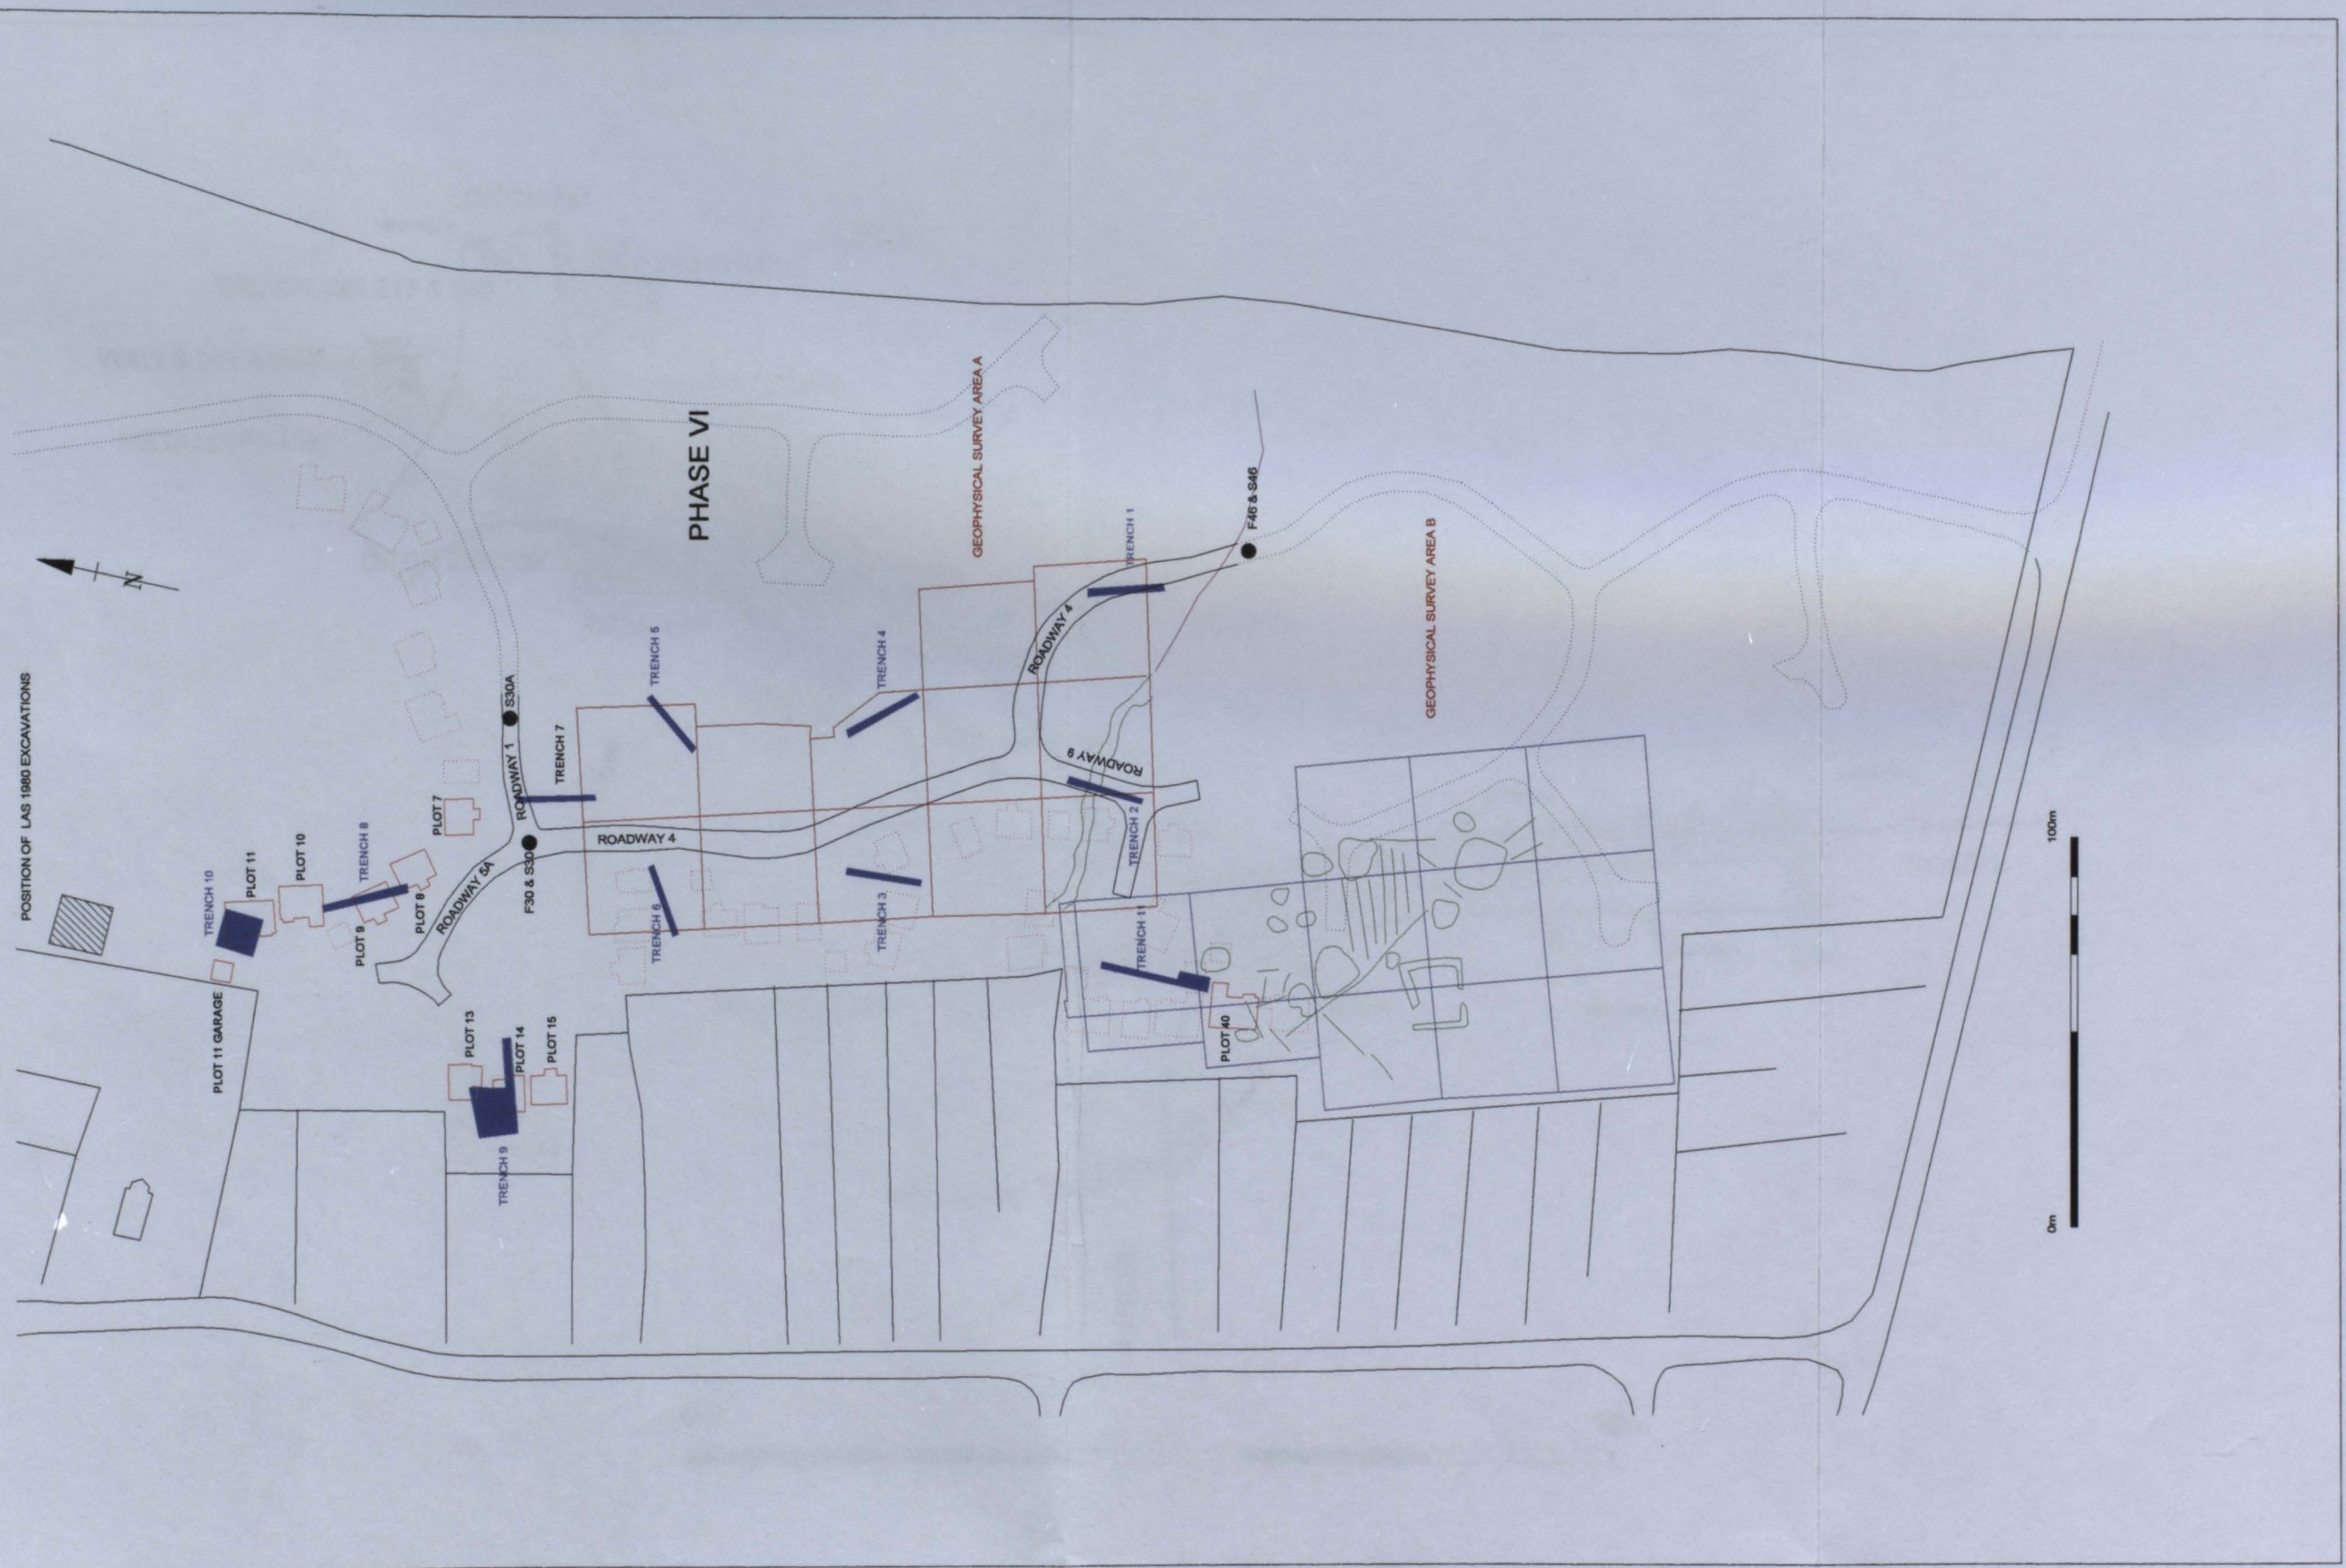 POSITION OF LAS 1980 EXCAVATIONS
N
PHASE VI
GEOPHYSICAL SURVEY AREA A
GEOPHYSICAL SURVEY AREA B
TRENCH 10
PLOT 11
PLOT 10
TRENCH 8
PLOT 9
PLOT 8
PLOT 7
ROADWAY 5A
ROADWAY 1
S30A
F30 & S30
TRENCH 7
ROADWAY 4
TRENCH 5
TRENCH 4
TRENCH 6
TRENCH 3
ROADWAY 4
TRENCH 1
F46 & S46
ROADWAY 9
TRENCH 2
TRENCH 11
PLOT 40
PLOT 11 GARAGE
PLOT 13
PLOT 14
PLOT 15
TRENCH 9
0m
100m